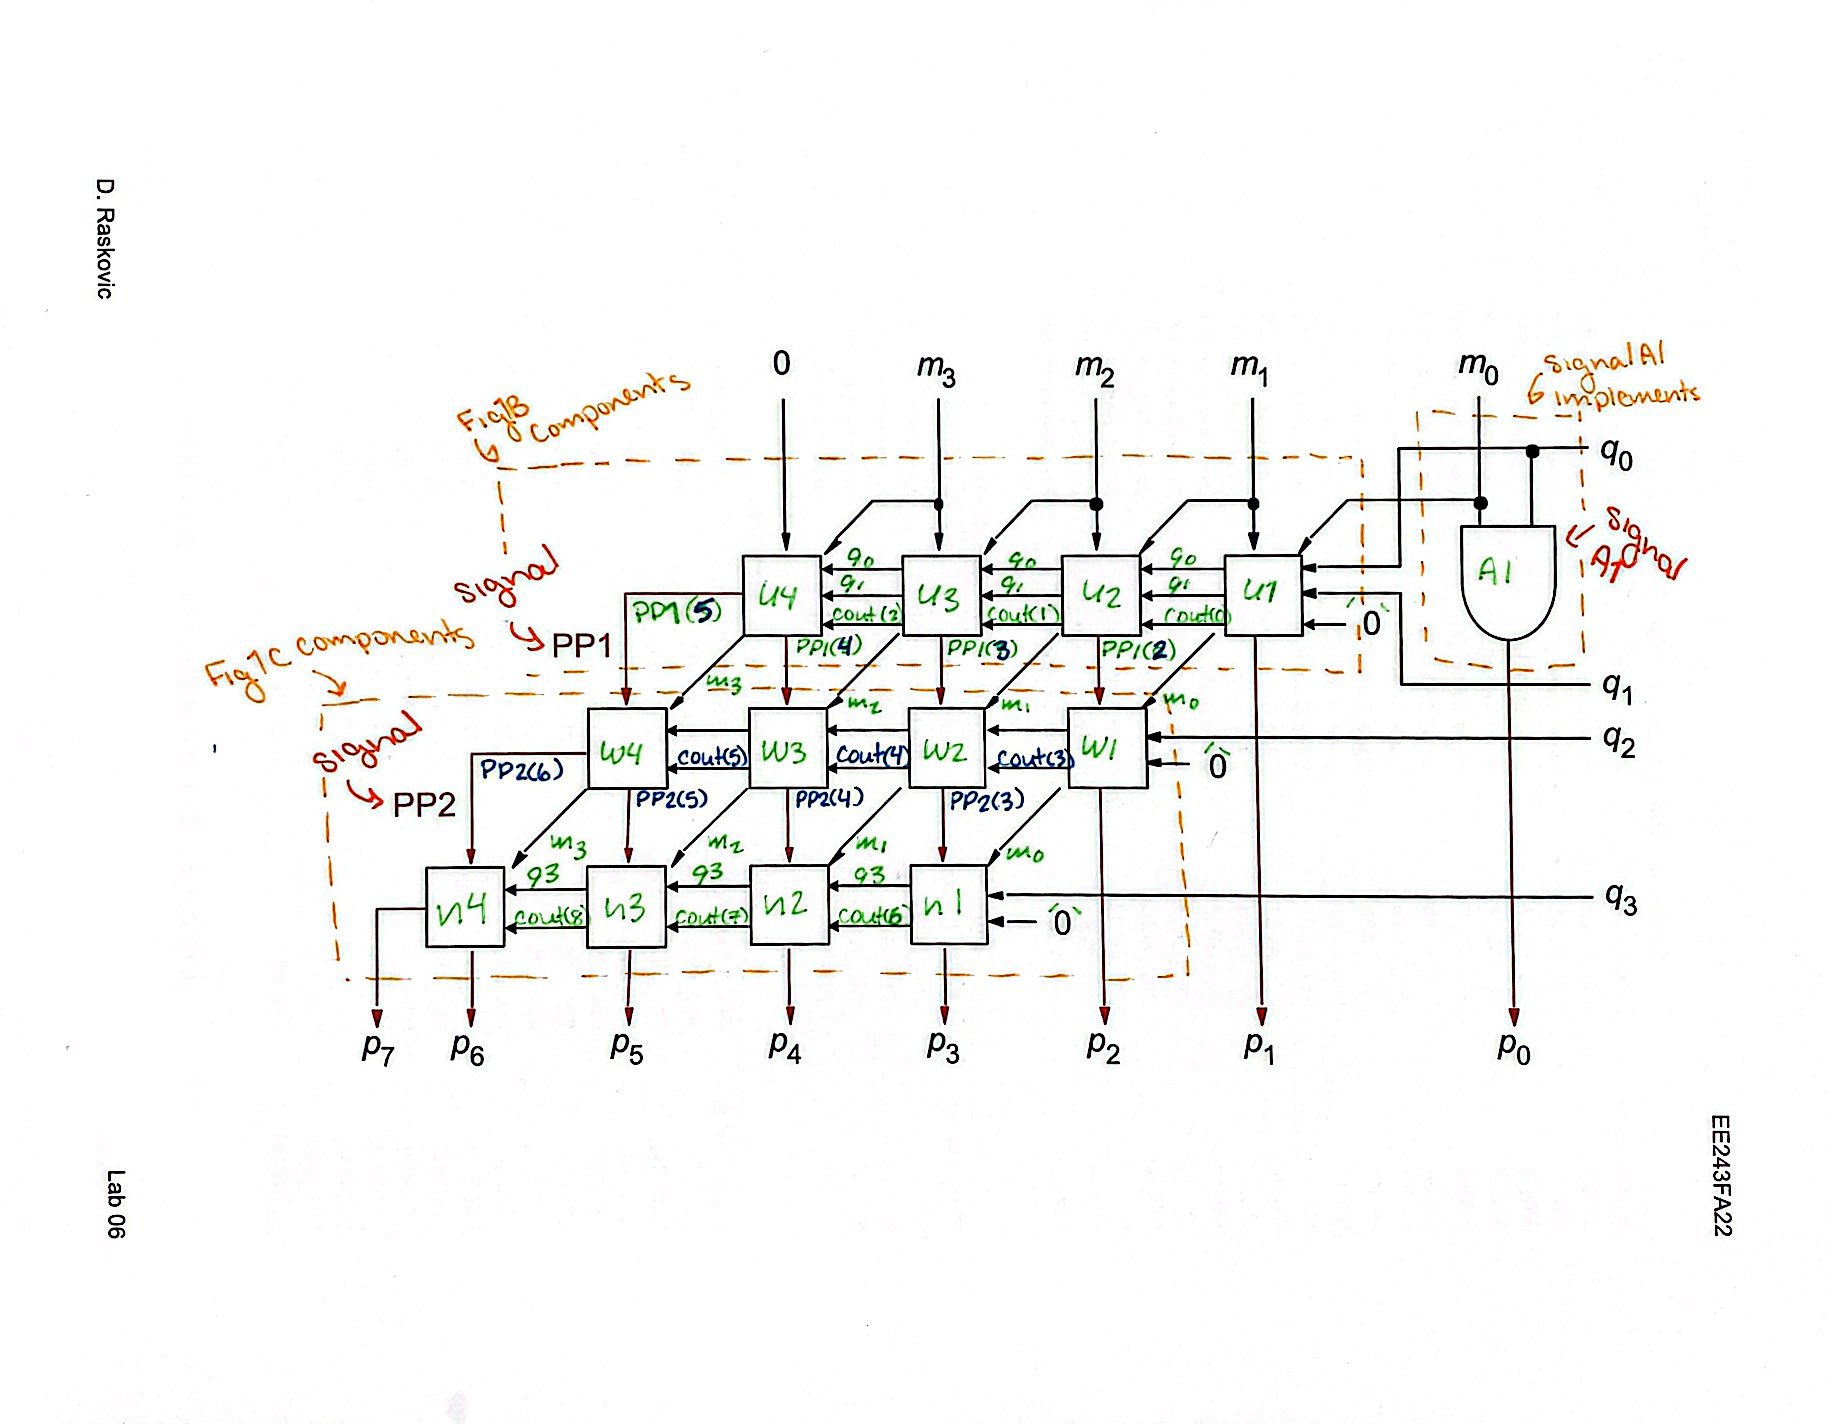 D. Raskovic
0 m3 m2 m1 m0
signal A1
implements
Fig1B
components
q0
signal
A1
q0 q0 q0
q1 q1 q1
U4 U3 U2 U1 A1
cout(2) cout(1) cout(0) '0'
signal
PP1
PP1(5) PP1(4) PP1(3) PP1(2)
q1
Fig1C components
m3 m2 m1 m0
W4 W3 W2 W1
q2
cout(5) cout(4) cout(3) '0'
signal
PP2
PP2(6) PP2(5) PP2(4) PP2(3)
m3 m2 m1 m0
q3 q3 q3
q3
n4 n3 n2 n1
cout(8) cout(7) cout(6) '0'
p7 p6 p5 p4 p3 p2 p1 p0
Lab 06
EE243FA22